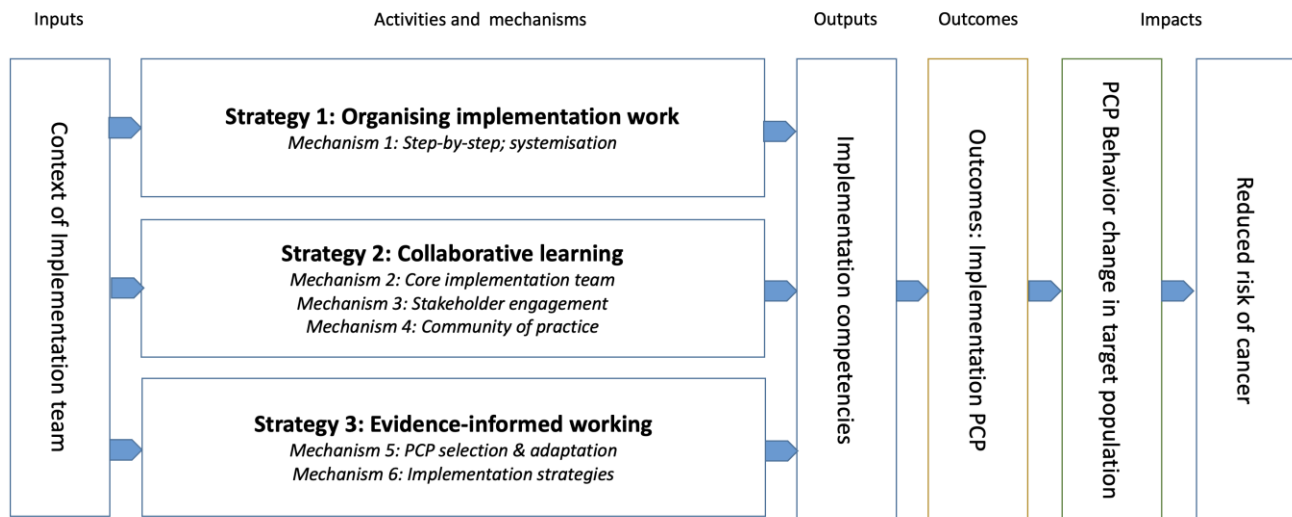 Inputs
Activities and mechanisms
Outputs
Outcomes
Impacts
Context of Implementation team
Strategy 1: Organising implementation work
Mechanism 1: Step-by-step; systemisation
Strategy 2: Collaborative learning
Mechanism 2: Core implementation team
Mechanism 3: Stakeholder engagement
Mechanism 4: Community of practice
Strategy 3: Evidence-informed working
Mechanism 5: PCP selection & adaptation
Mechanism 6: Implementation strategies
Implementation competencies
Outcomes: Implementation PCP
PCP Behavior change in target population
Reduced risk of cancer